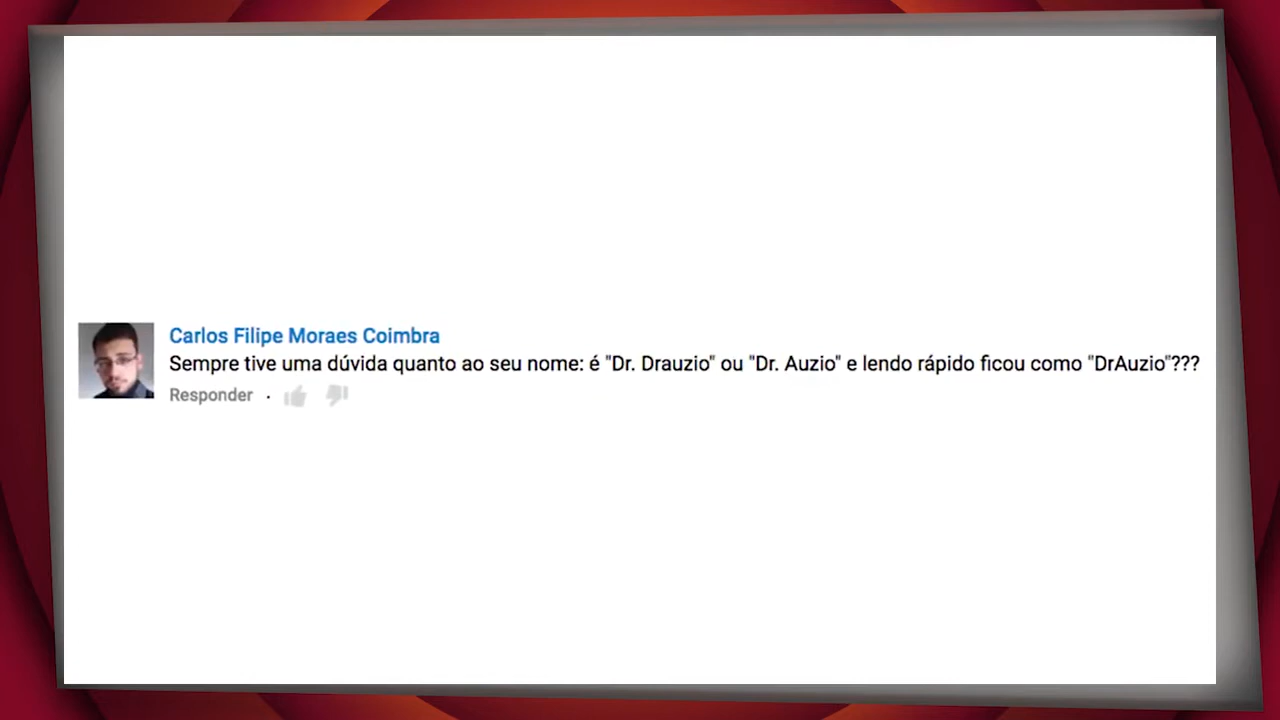 Carlos Filipe Moraes Coimbra
Sempre tive uma dúvida quanto ao seu nome: é "Dr. Drauzio" ou "Dr. Auzio" e lendo rápido ficou como "DrAuzio"???
Responder ·